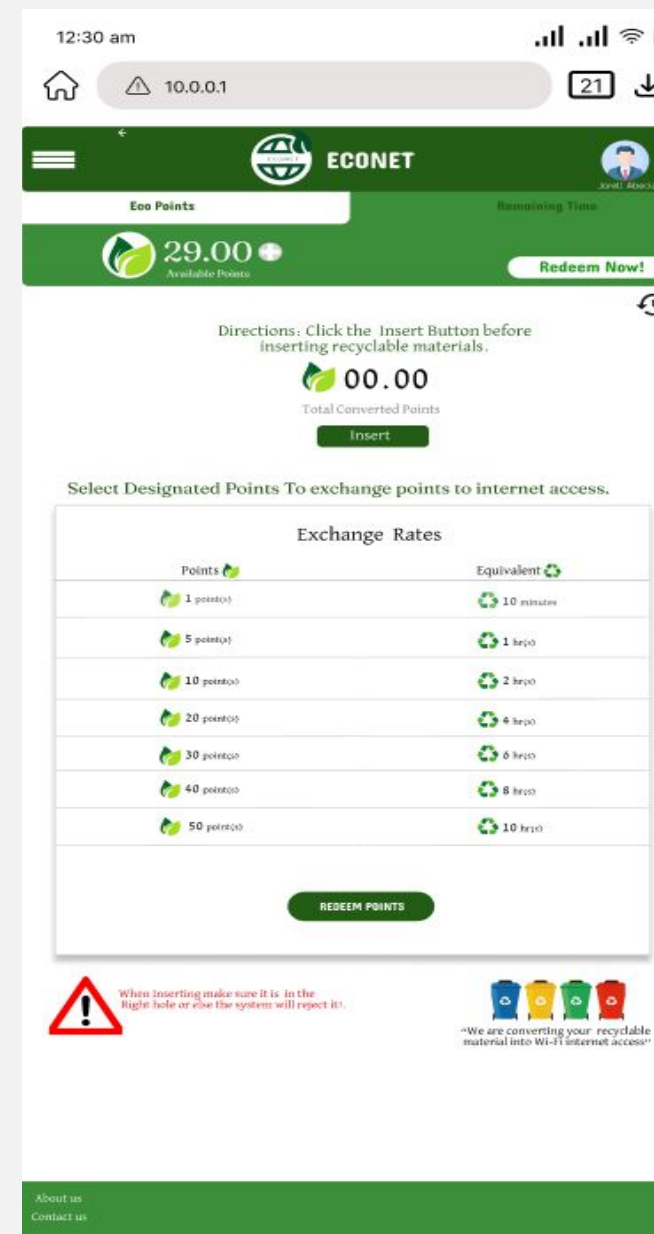 12:30 am
10.0.0.1
21
ECONET
Eco Points
Remaining Time
29.00
Available Points
Redeem Now!
Directions: Click the Insert Button before
inserting recyclable materials.
00.00
Total Converted Points
Insert
Select Designated Points To exchange points to internet access.
Exchange Rates
Points Equivalent
1 point(s) 10 minutes
5 point(s) 1 hr(s)
10 point(s) 2 hr(s)
20 point(s) 4 hr(s)
30 point(s) 6 hr(s)
40 point(s) 8 hr(s)
50 point(s) 10 hr(s)
REDEEM POINTS
When Inserting make sure it is in the
Right hole or else the system will reject it!.
"We are converting your recyclable
material into Wi-Fi internet access"
About us
Contact us